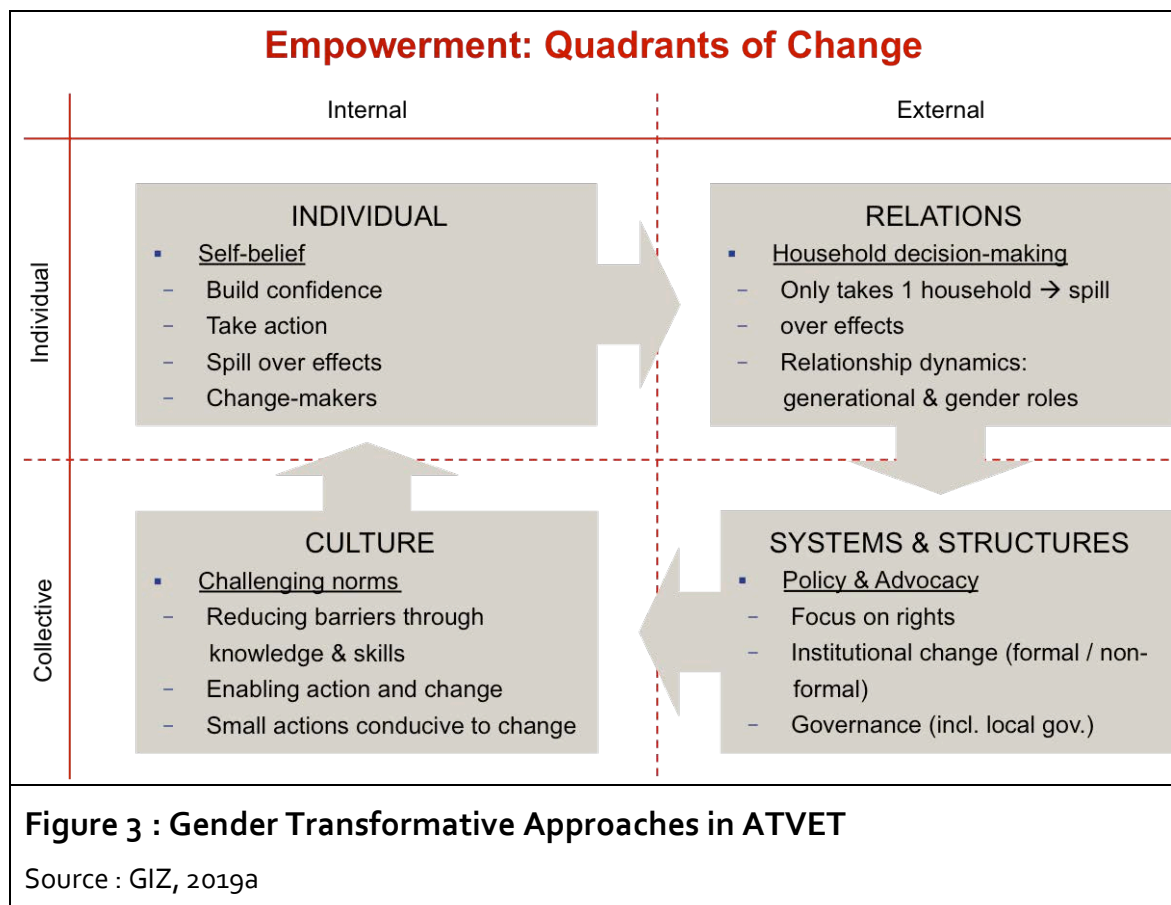 Empowerment: Quadrants of Change
Internal
External
Individual
INDIVIDUAL
▪ Self-belief
– Build confidence
– Take action
– Spill over effects
– Change-makers
RELATIONS
▪ Household decision-making
– Only takes 1 household → spill
– over effects
– Relationship dynamics:
generational & gender roles
Collective
CULTURE
▪ Challenging norms
– Reducing barriers through
knowledge & skills
– Enabling action and change
– Small actions conducive to change
SYSTEMS & STRUCTURES
▪ Policy & Advocacy
– Focus on rights
– Institutional change (formal / non-
formal)
– Governance (incl. local gov.)
Figure 3 : Gender Transformative Approaches in ATVET
Source : GIZ, 2019a